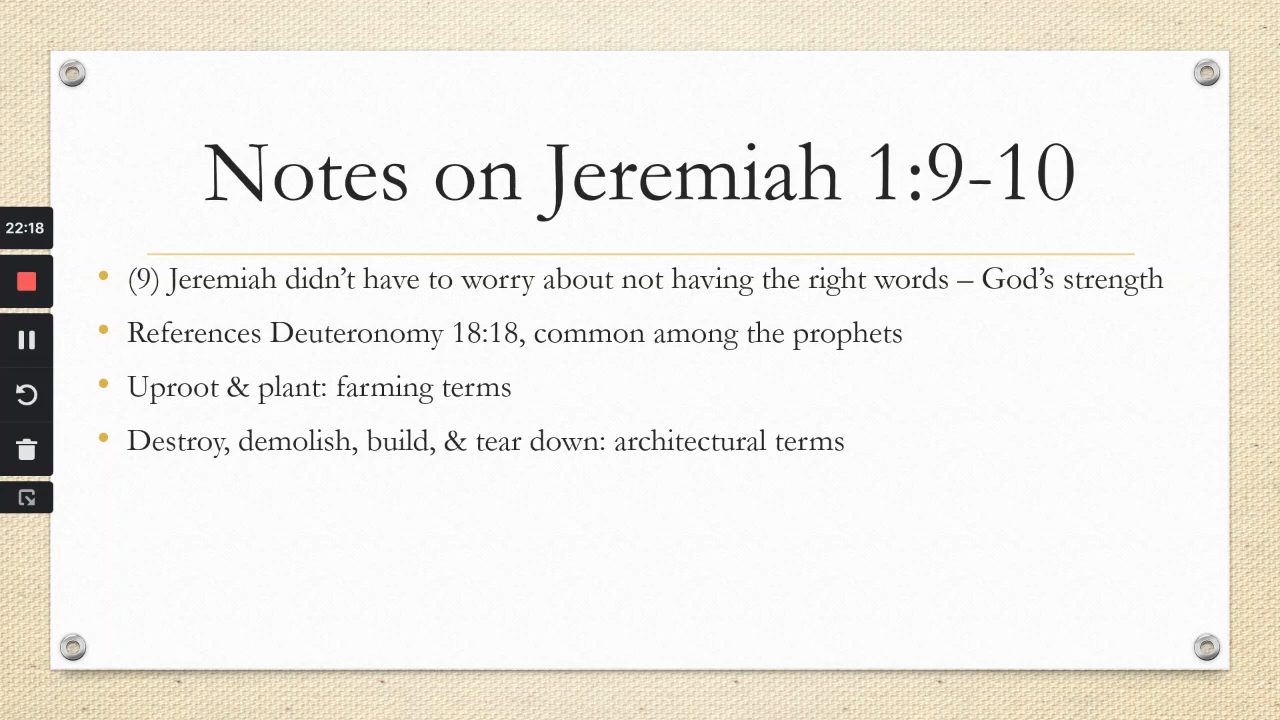 Notes on Jeremiah 1:9-10
22:18
(9) Jeremiah didn’t have to worry about not having the right words – God’s strength
References Deuteronomy 18:18, common among the prophets
Uproot & plant: farming terms
Destroy, demolish, build, & tear down: architectural terms